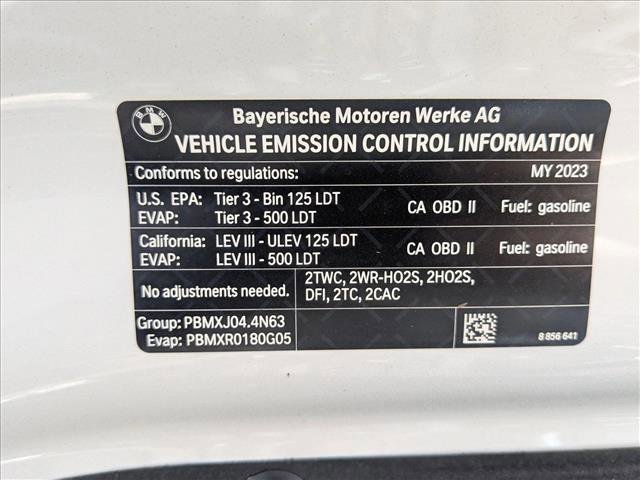 BMW
Bayerische Motoren Werke AG
VEHICLE EMISSION CONTROL INFORMATION
Conforms to regulations: MY 2023
U.S. EPA: Tier 3 - Bin 125 LDT CA OBD II Fuel: gasoline
EVAP: Tier 3 - 500 LDT
California: LEV III - ULEV 125 LDT CA OBD II Fuel: gasoline
EVAP: LEV III - 500 LDT
No adjustments needed. 2TWC, 2WR-HO2S, 2HO2S,
DFI, 2TC, 2CAC
Group: PBMXJ04.4N63
Evap: PBMXR0180G05 8 856 641